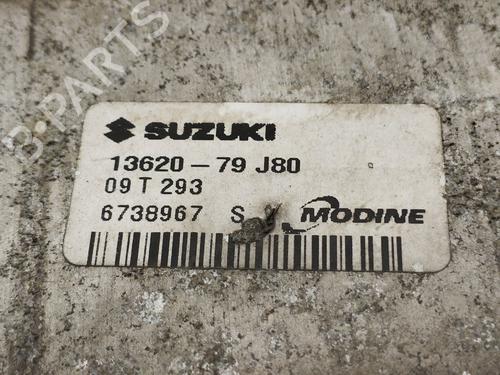 B-PARTS
SUZUKI
13620-79 J80
09 T 293
6738967 S MODINE